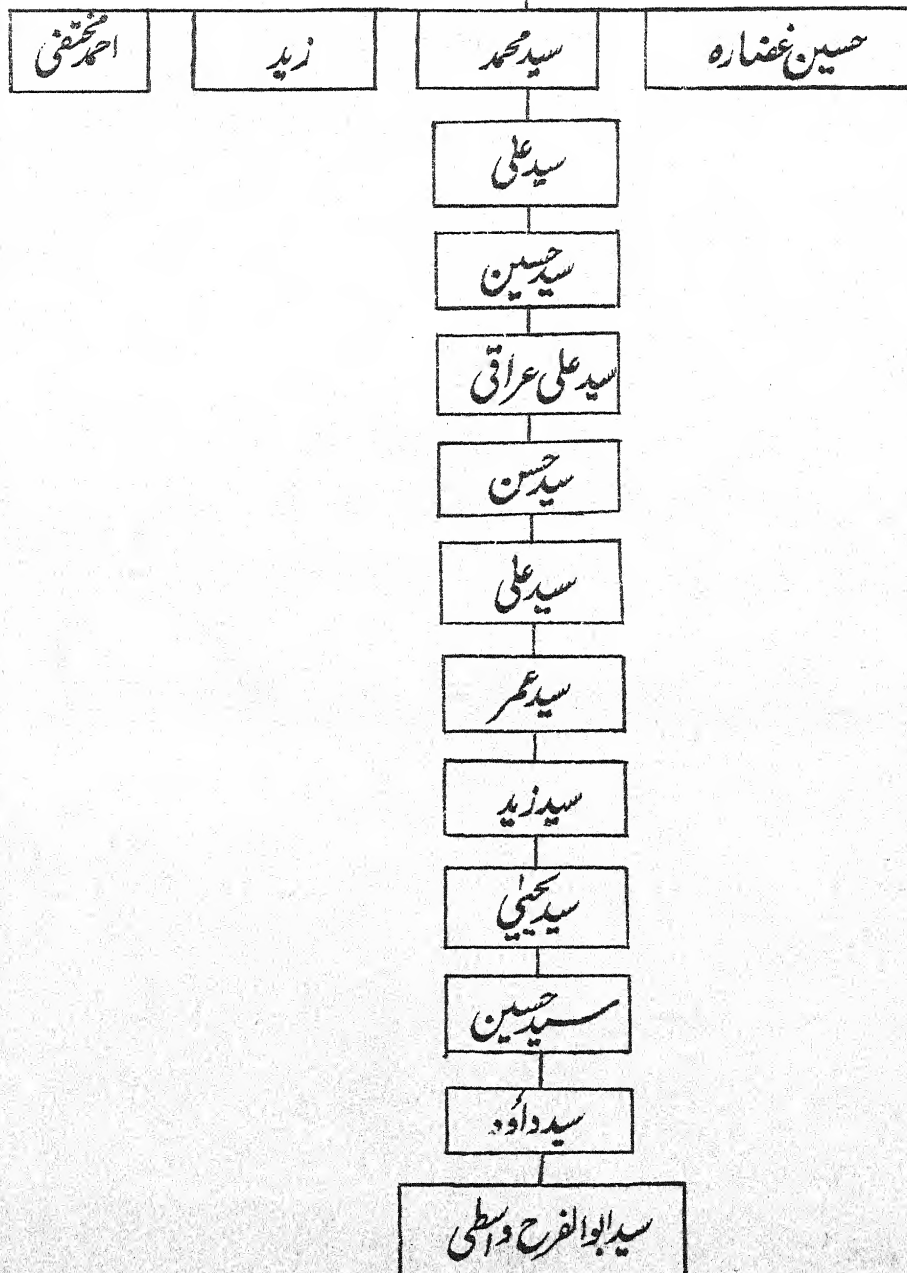 حسین غضارہ
سید محمد
زید
احمد مختفی
سید علی
سید حسین
سید علی عراقی
سید حسن
سید علی
سید عمر
سید زید
سید یحییٰ
سید حسین
سید داؤد
سید ابوالفرح واسطی